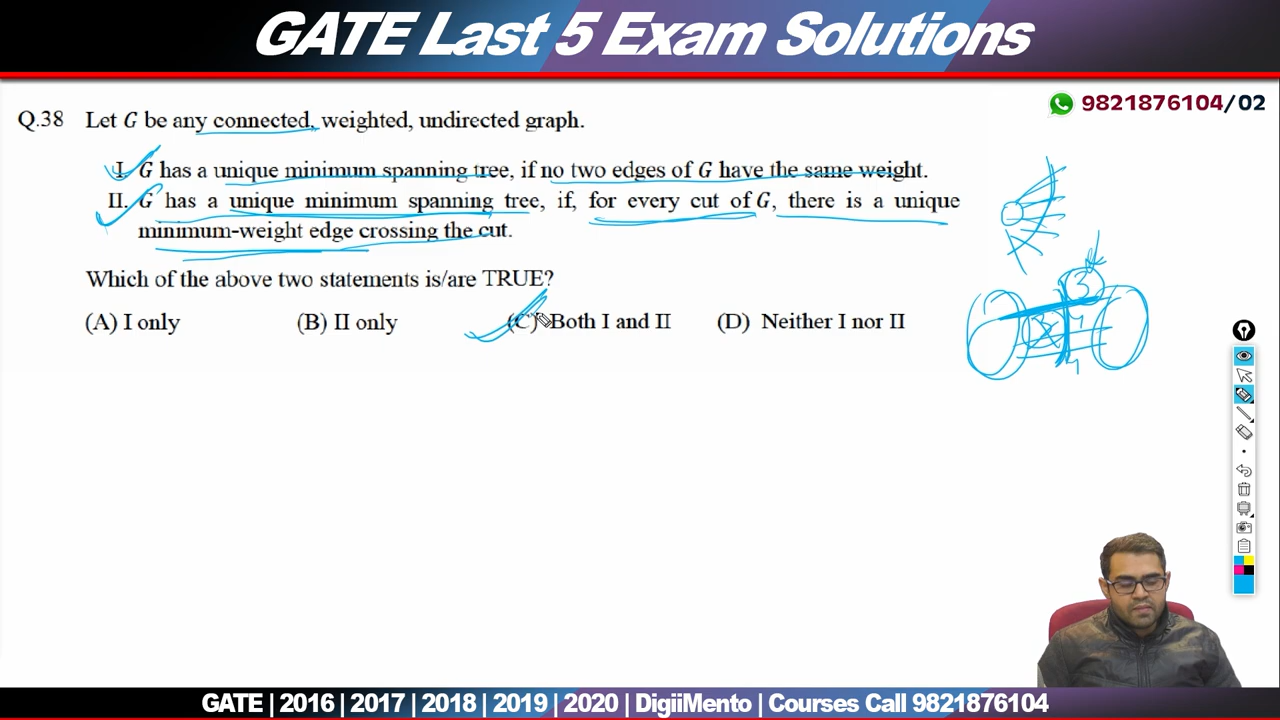 GATE Last 5 Exam Solutions
9821876104/02
Q.38 Let G be any connected, weighted, undirected graph.
I. G has a unique minimum spanning tree, if no two edges of G have the same weight.
II. G has a unique minimum spanning tree, if, for every cut of G, there is a unique
minimum-weight edge crossing the cut.
3
4
4
Which of the above two statements is/are TRUE?
(A) I only (B) II only (C) Both I and II (D) Neither I nor II
GATE | 2016 | 2017 | 2018 | 2019 | 2020 | DigiiMento | Courses Call 9821876104